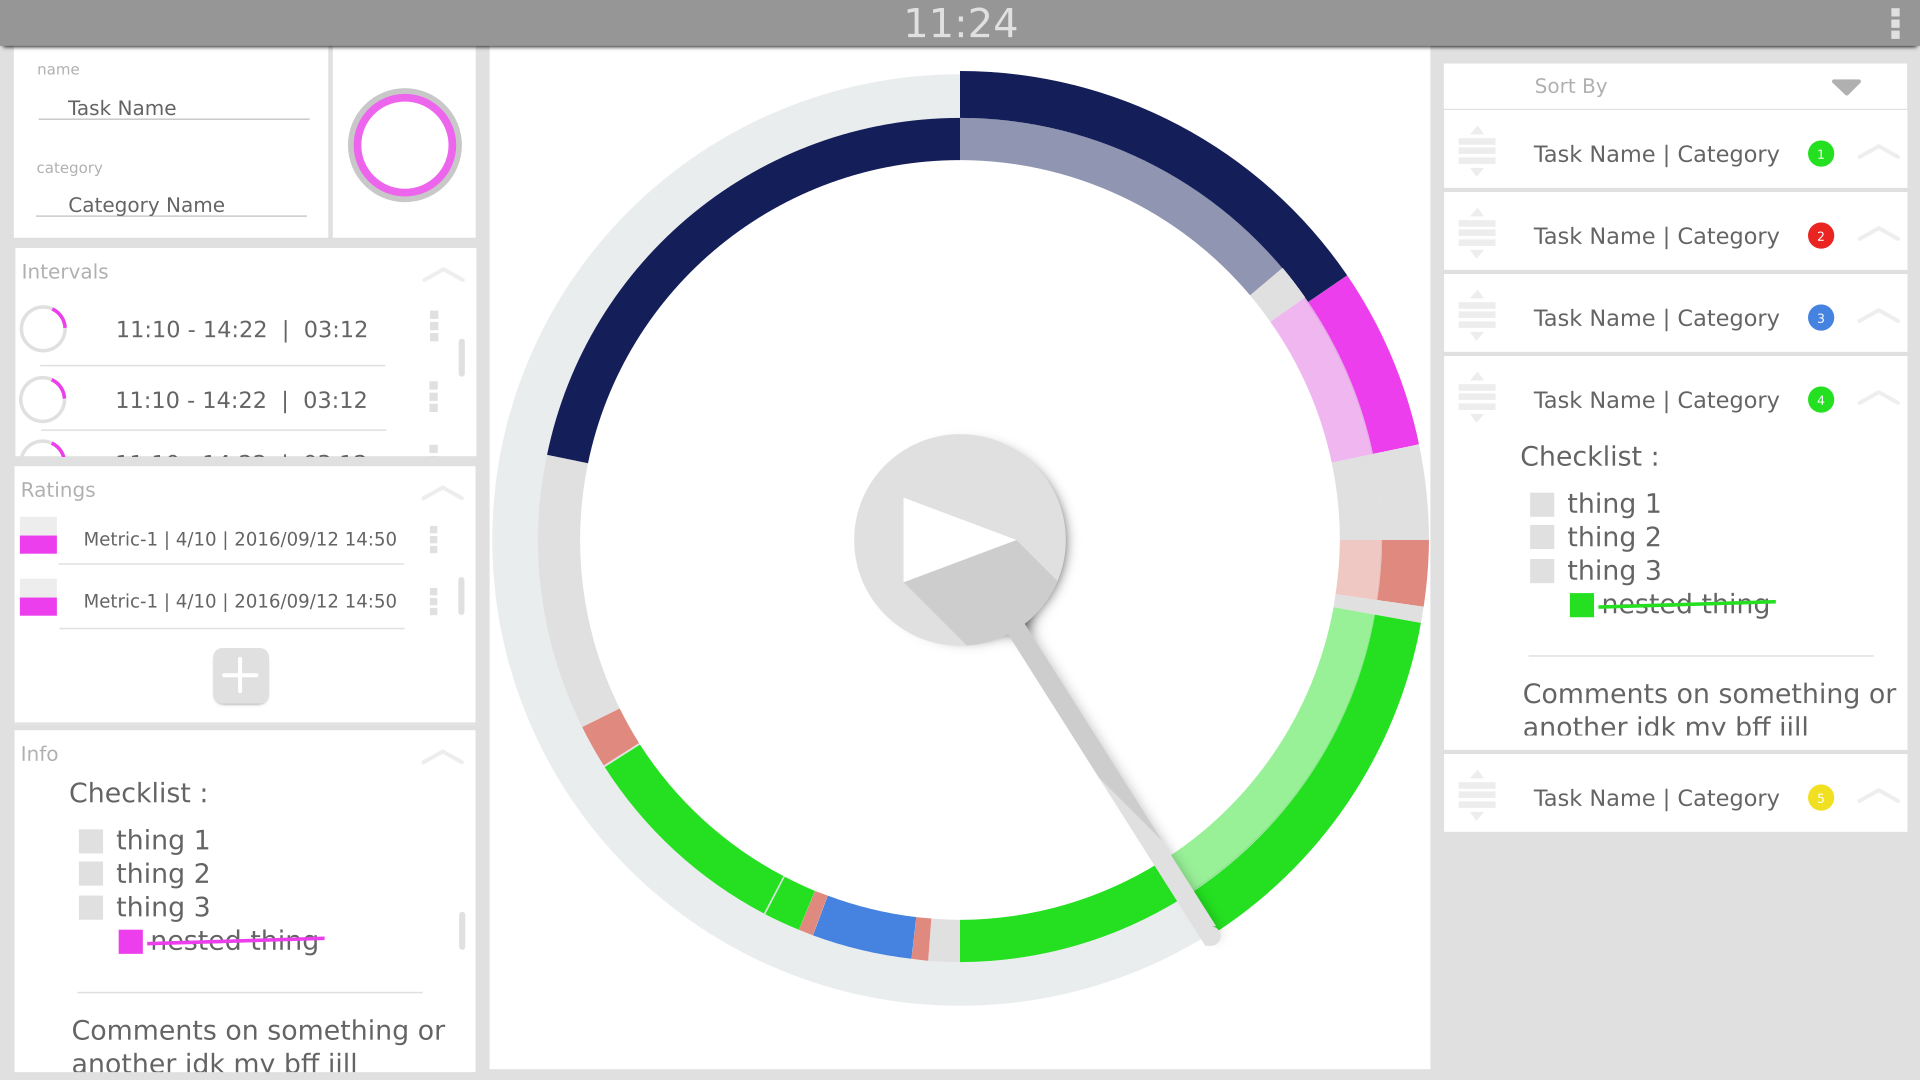 11:24
name
Task Name
category
Category Name
Intervals
11:10 - 14:22 | 03:12
11:10 - 14:22 | 03:12
Ratings
Metric-1 | 4/10 | 2016/09/12 14:50
Metric-1 | 4/10 | 2016/09/12 14:50
Info
Checklist :
thing 1
thing 2
thing 3
nested thing
Comments on something or
another idk my bff jill
Sort By
Task Name | Category 1
Task Name | Category 2
Task Name | Category 3
Task Name | Category 4
Checklist :
thing 1
thing 2
thing 3
nested thing
Comments on something or
another idk my bff jill
Task Name | Category 5